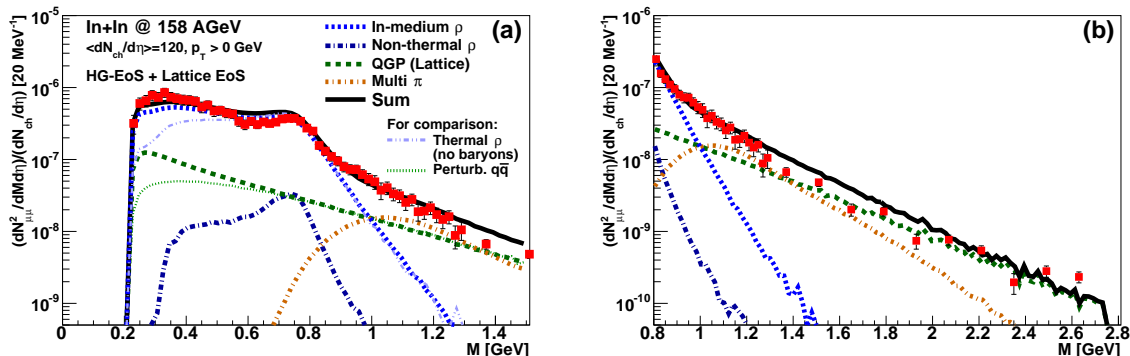 In+In @ 158 AGeV
<dN_ch/dη>=120, p_T > 0 GeV
HG-EoS + Lattice EoS
(a)
In-medium ρ
Non-thermal ρ
QGP (Lattice)
Multi π
Sum
For comparison:
Thermal ρ
(no baryons)
Perturb. qq̄
(dN²_μμ/dMdη)/(dN_ch/dη) [20 MeV⁻¹]
10⁻⁵
10⁻⁶
10⁻⁷
10⁻⁸
10⁻⁹
0 0.2 0.4 0.6 0.8 1 1.2 1.4
M [GeV]
(b)
(dN²_μμ/dMdη)/(dN_ch/dη) [20 MeV⁻¹]
10⁻⁶
10⁻⁷
10⁻⁸
10⁻⁹
10⁻¹⁰
0.8 1 1.2 1.4 1.6 1.8 2 2.2 2.4 2.6 2.8
M [GeV]